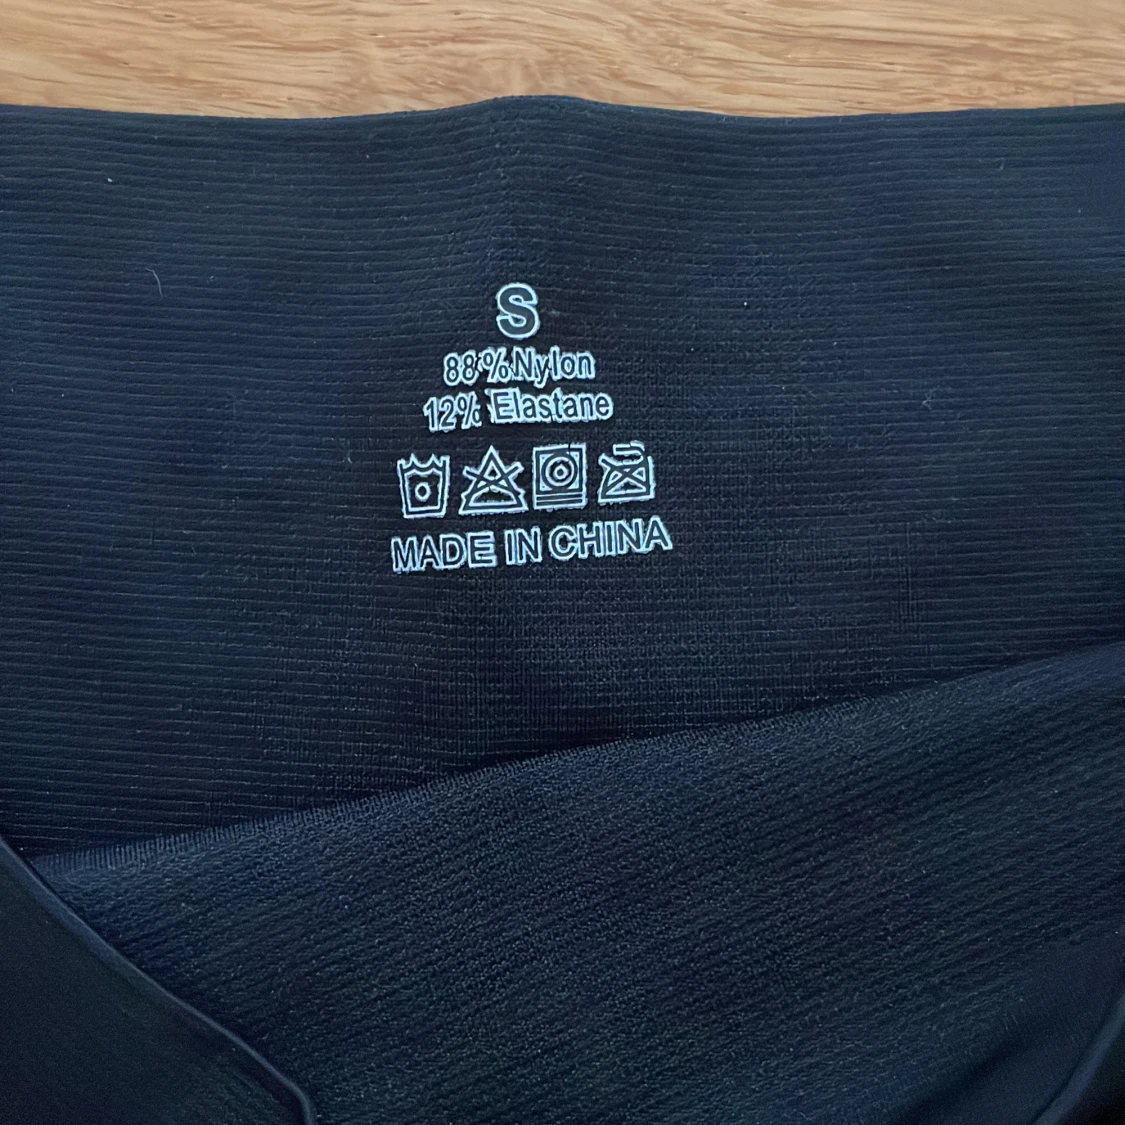 S
88% Nylon
12% Elastane
MADE IN CHINA